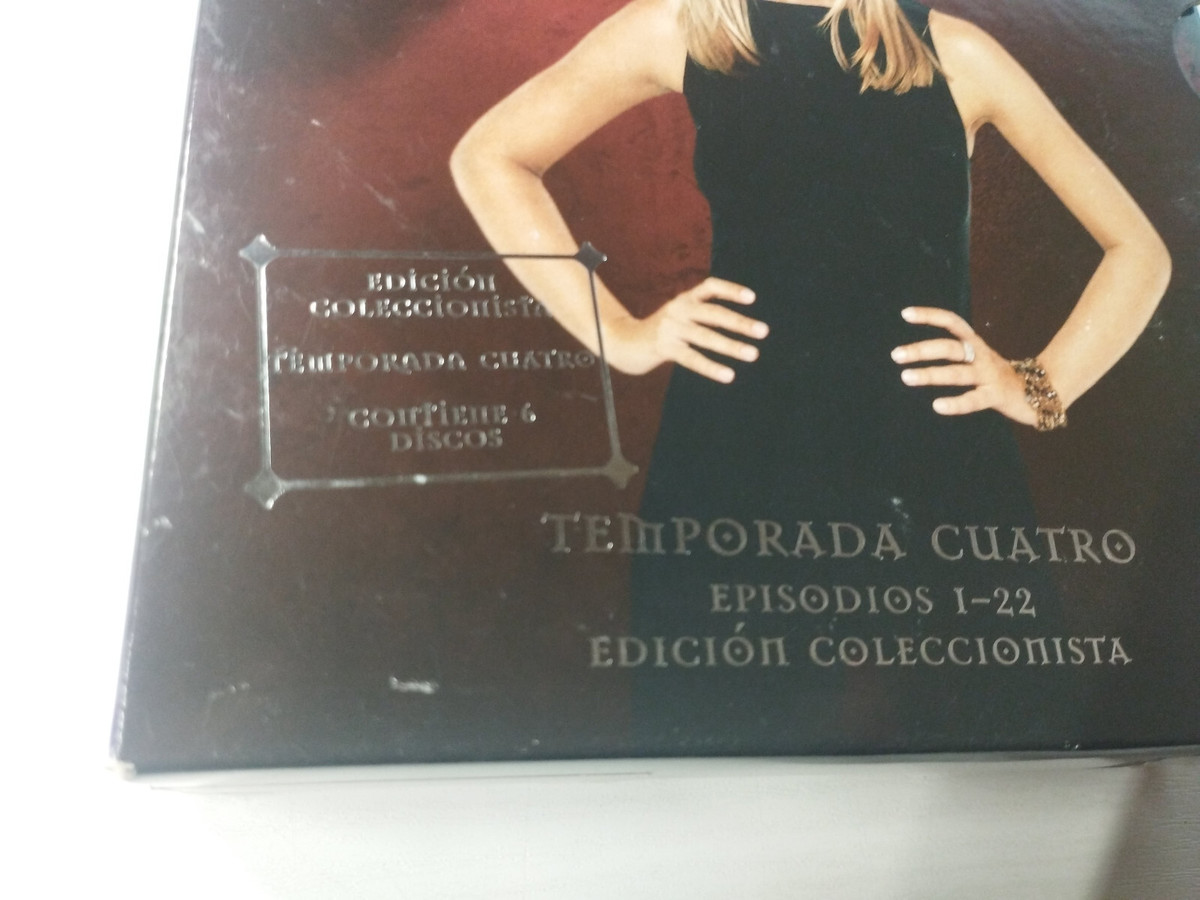 EDICIÓN
COLECCIONISTA
TEMPORADA CUATRO
CONTIENE 6
DISCOS
TEMPORADA CUATRO
EPISODIOS 1-22
EDICIÓN COLECCIONISTA